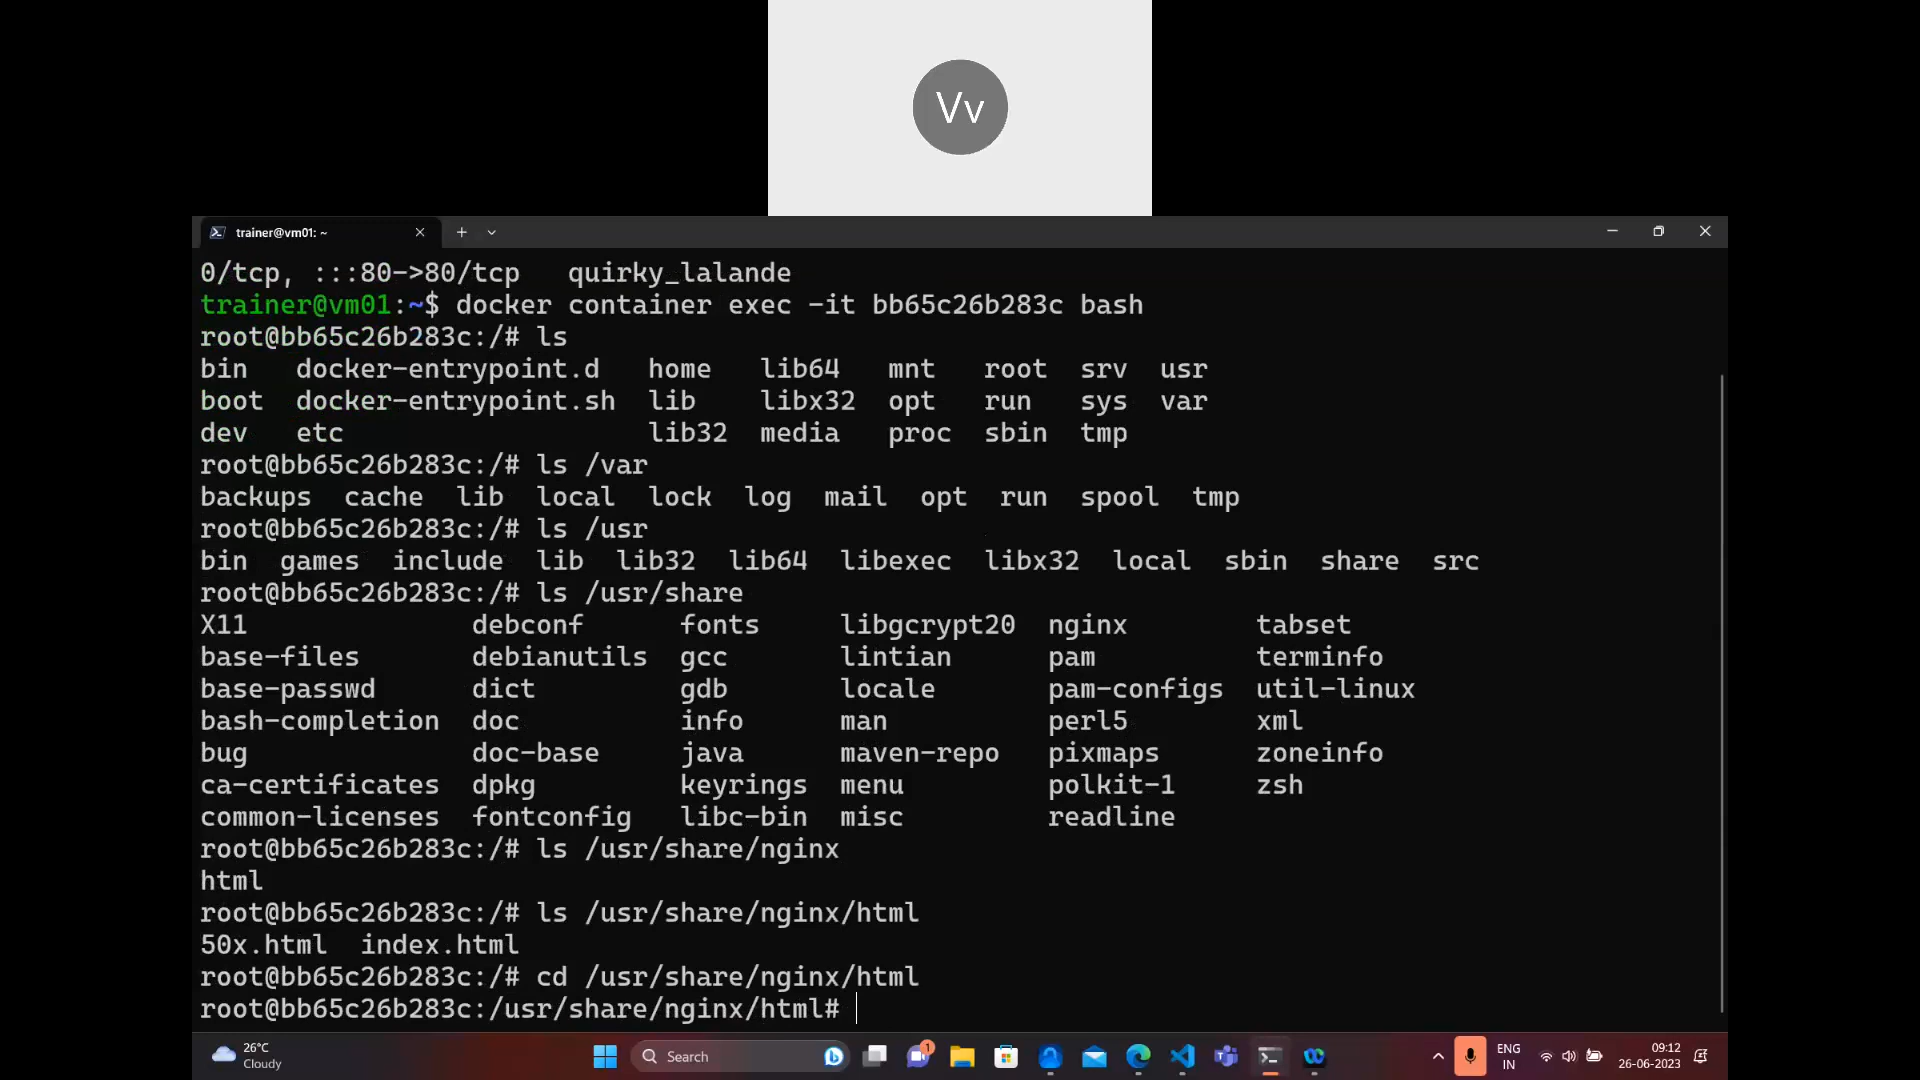 Vv
trainer@vm01: ~
0/tcp, :::80->80/tcp   quirky_lalande
trainer@vm01:~$ docker container exec -it bb65c26b283c bash
root@bb65c26b283c:/# ls
bin   docker-entrypoint.d   home   lib64   mnt   root   srv   usr
boot  docker-entrypoint.sh  lib    libx32  opt   run    sys   var
dev   etc                   lib32  media   proc  sbin   tmp
root@bb65c26b283c:/# ls /var
backups  cache  lib  local  lock  log  mail  opt  run  spool  tmp
root@bb65c26b283c:/# ls /usr
bin  games  include  lib  lib32  lib64  libexec  libx32  local  sbin  share  src
root@bb65c26b283c:/# ls /usr/share
X11              debconf      fonts     libgcrypt20  nginx        tabset
base-files       debianutils  gcc       lintian      pam          terminfo
base-passwd      dict         gdb       locale       pam-configs  util-linux
bash-completion  doc          info      man          perl5        xml
bug              doc-base     java      maven-repo   pixmaps      zoneinfo
ca-certificates  dpkg         keyrings  menu         polkit-1     zsh
common-licenses  fontconfig   libc-bin  misc         readline
root@bb65c26b283c:/# ls /usr/share/nginx
html
root@bb65c26b283c:/# ls /usr/share/nginx/html
50x.html  index.html
root@bb65c26b283c:/# cd /usr/share/nginx/html
root@bb65c26b283c:/usr/share/nginx/html#
26°C
Cloudy
Search
1
ENG
IN
09:12
26-06-2023